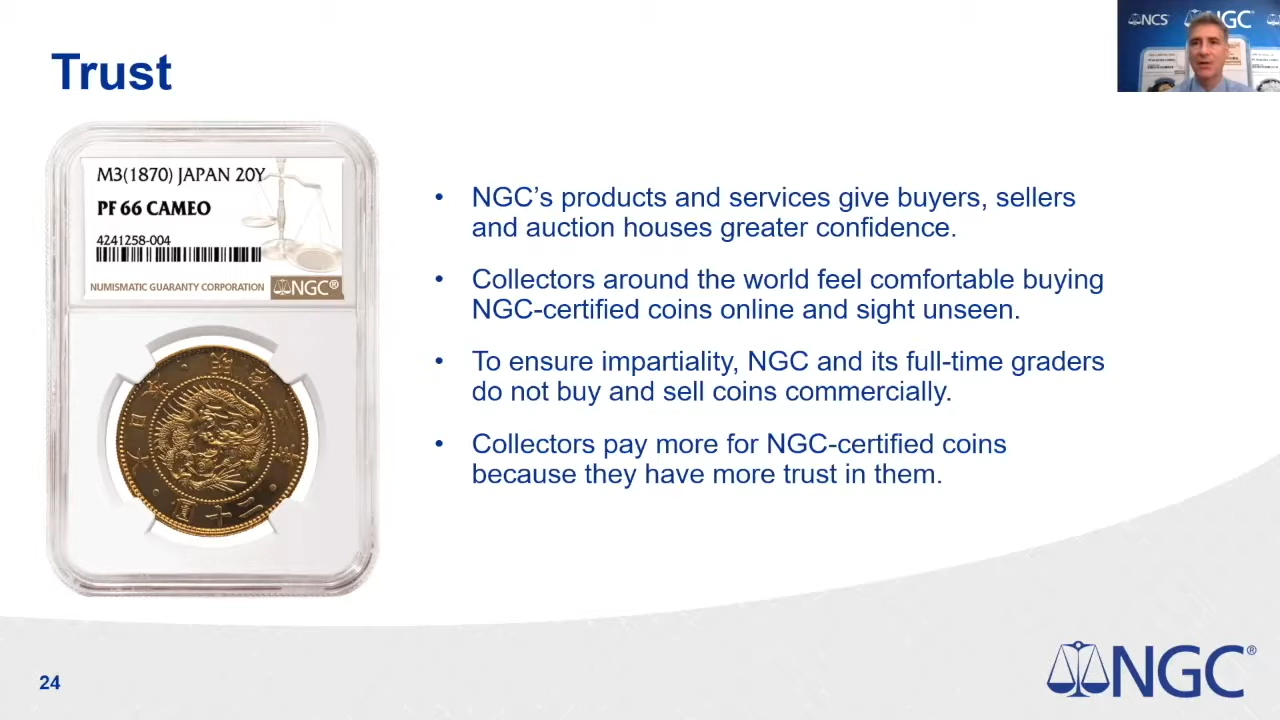 Trust
NCS
NGC
M3(1870) JAPAN 20Y
PF 66 CAMEO
4241258-004
NUMISMATIC GUARANTY CORPORATION NGC®
• NGC’s products and services give buyers, sellers
and auction houses greater confidence.
• Collectors around the world feel comfortable buying
NGC-certified coins online and sight unseen.
• To ensure impartiality, NGC and its full-time graders
do not buy and sell coins commercially.
• Collectors pay more for NGC-certified coins
because they have more trust in them.
24
NGC®